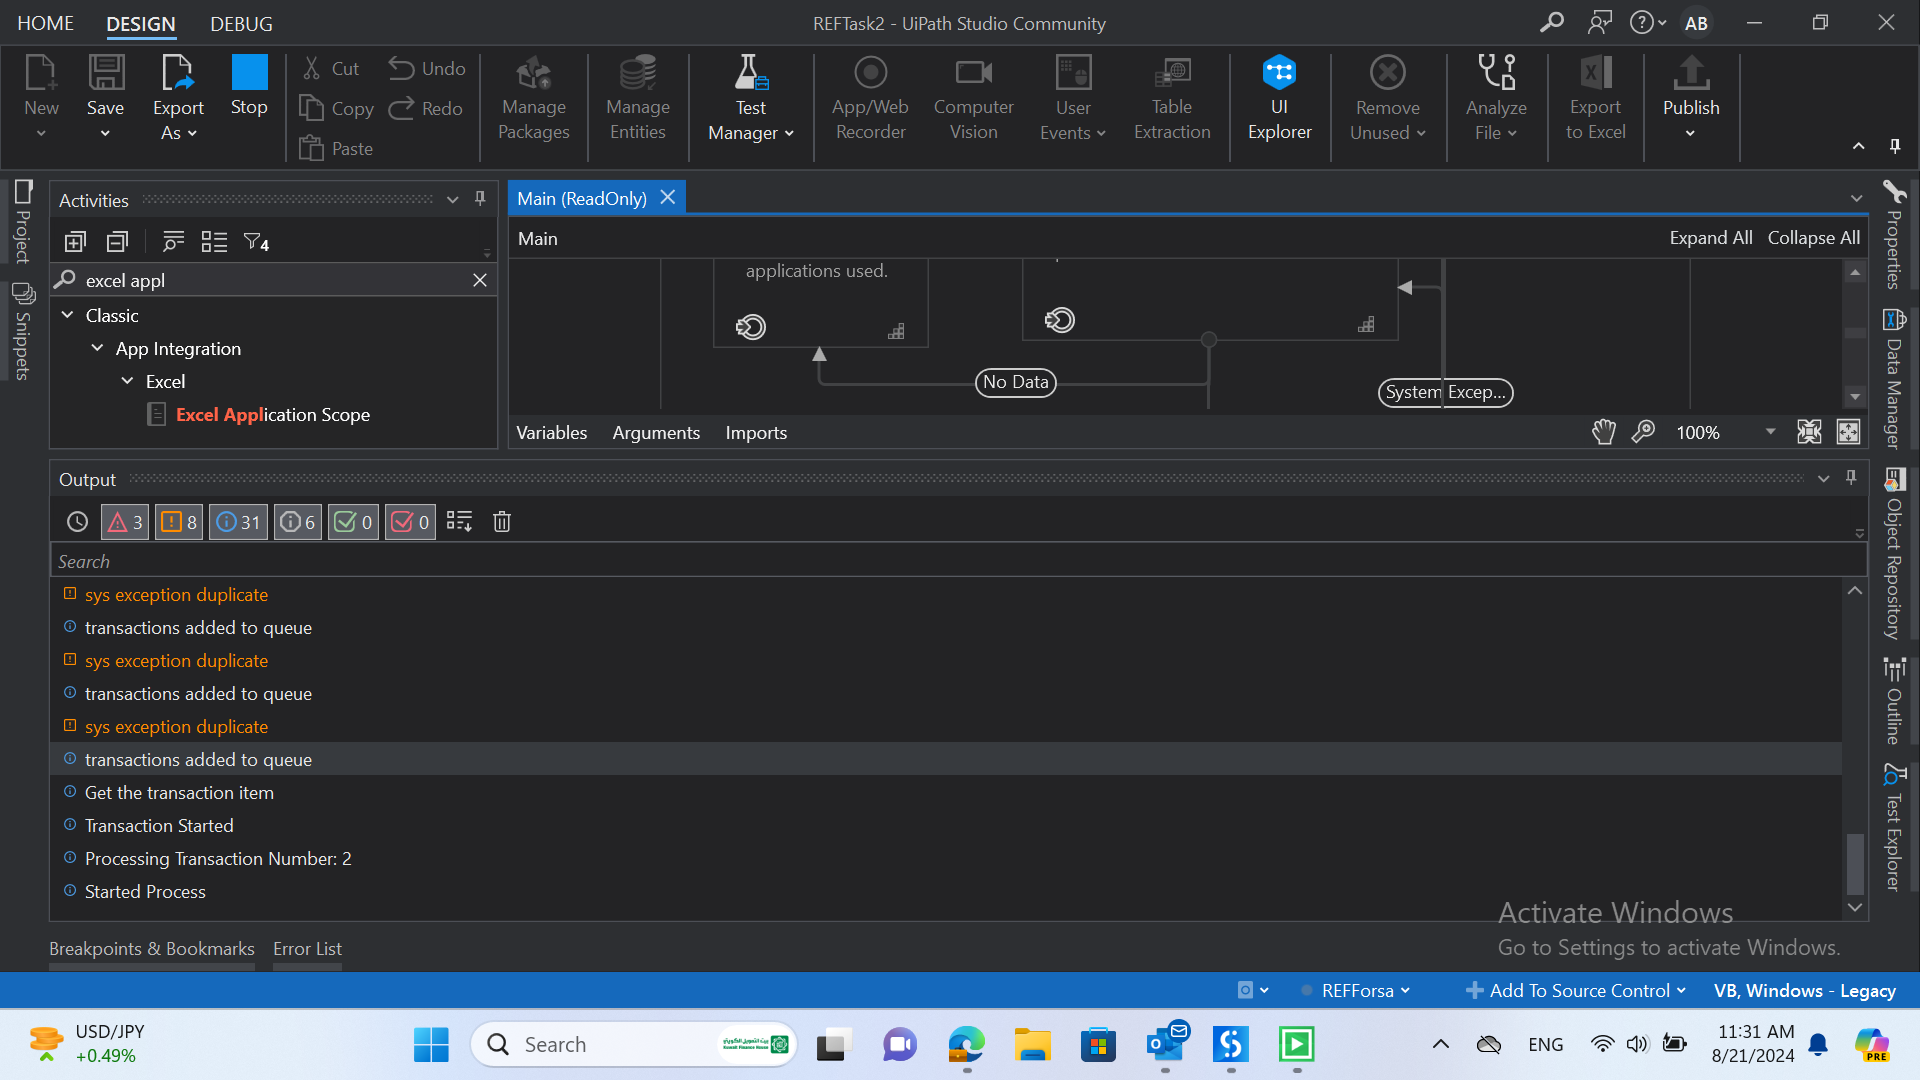 HOME
DESIGN
DEBUG
REFTask2 - UiPath Studio Community
AB
New
Save
Export As
Stop
Cut
Copy
Paste
Undo
Redo
Manage Packages
Manage Entities
Test Manager
App/Web Recorder
Computer Vision
User Events
Table Extraction
UI Explorer
Remove Unused
Analyze File
Export to Excel
Publish
Project
Snippets
Activities
4
excel appl
Classic
App Integration
Excel
Excel Application Scope
Main (ReadOnly)
Main
Expand All
Collapse All
applications used.
No Data
System Excep...
Variables
Arguments
Imports
100%
Properties
Data Manager
Object Repository
Outline
Test Explorer
Output
3
8
31
6
0
0
Search
sys exception duplicate
transactions added to queue
sys exception duplicate
transactions added to queue
sys exception duplicate
transactions added to queue
Get the transaction item
Transaction Started
Processing Transaction Number: 2
Started Process
Activate Windows
Go to Settings to activate Windows.
Breakpoints & Bookmarks
Error List
REFForsa
Add To Source Control
VB, Windows - Legacy
USD/JPY
+0.49%
Search
بيت التمويل الكويتي
Kuwait Finance House
ENG
11:31 AM
8/21/2024
PRE